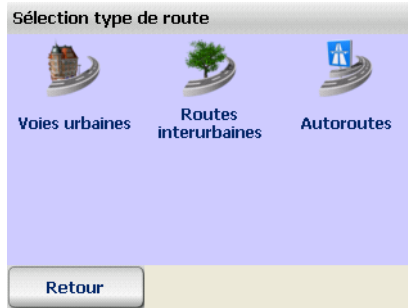 Sélection type de route
Voies urbaines
Routes
interurbaines
Autoroutes
Retour